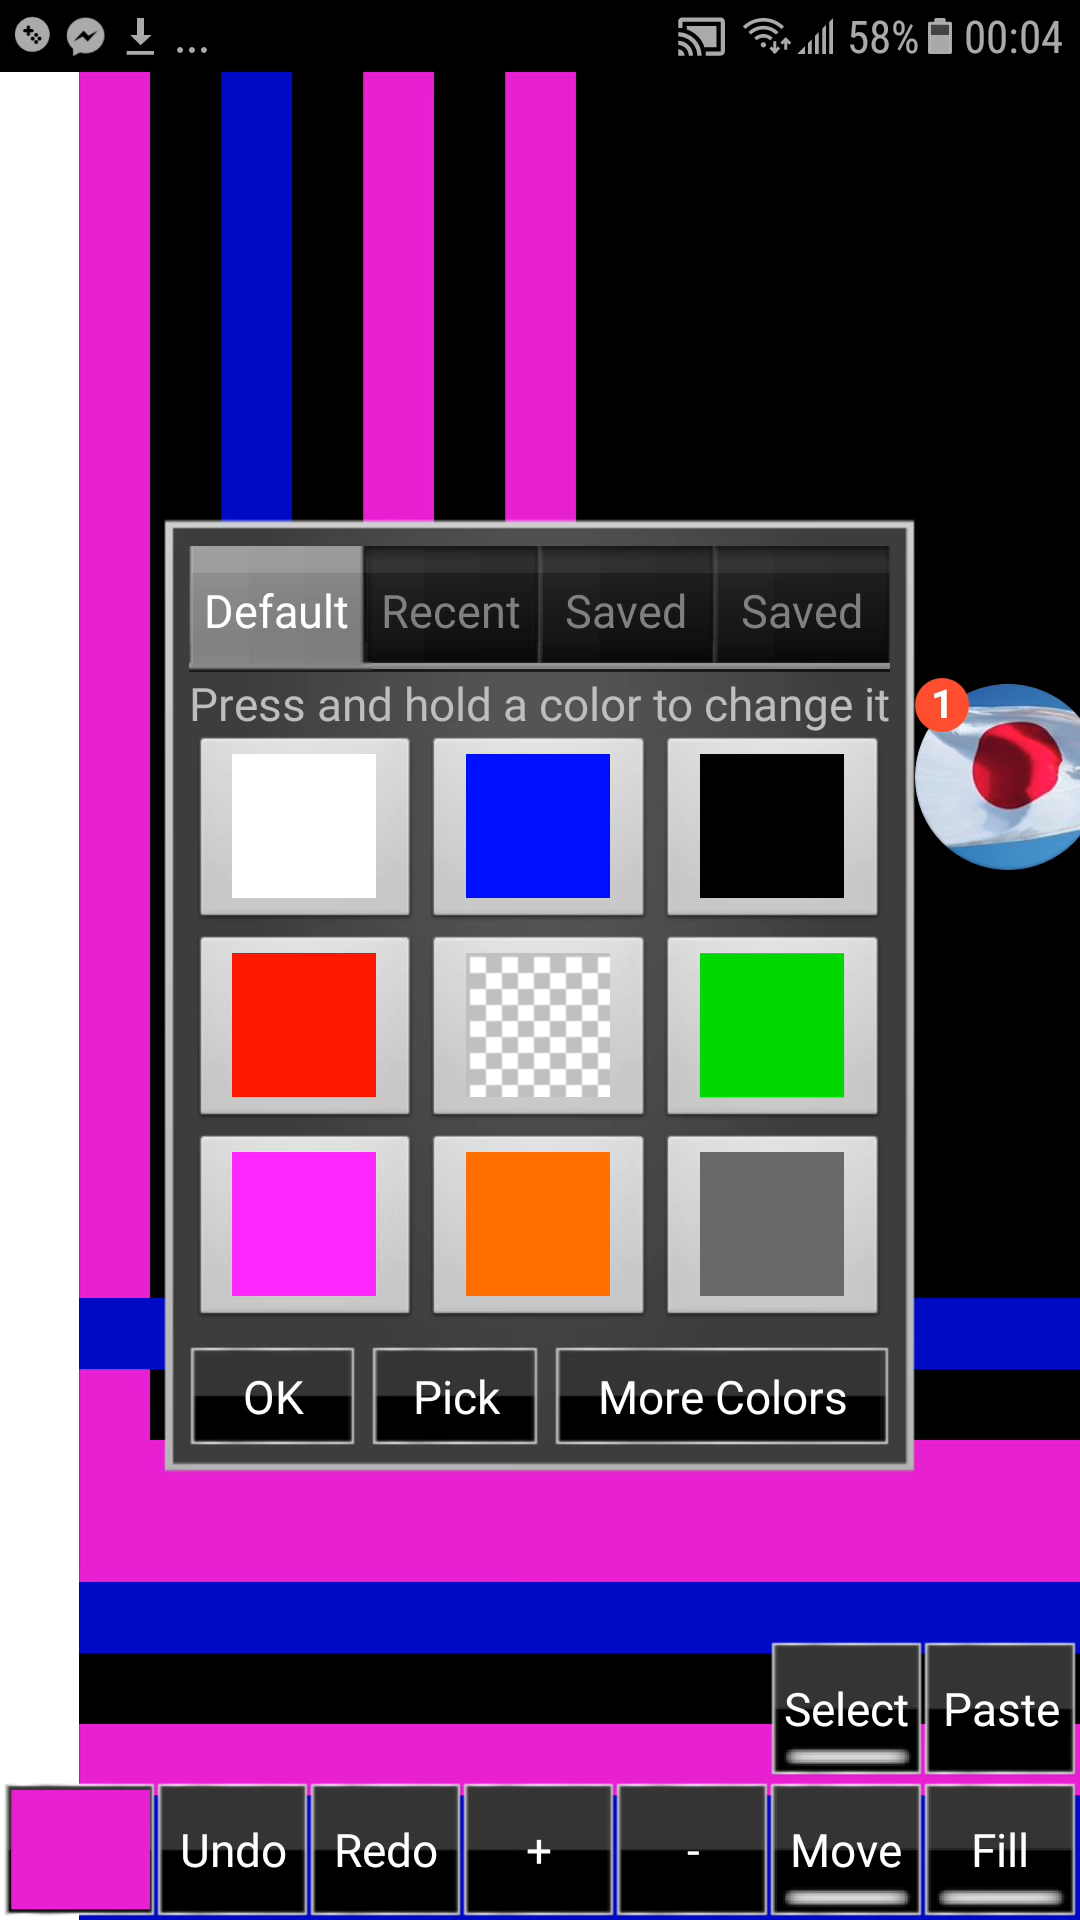 58% 00:04
Default Recent Saved Saved
Press and hold a color to change it
1
OK Pick More Colors
Select Paste
Undo Redo + - Move Fill